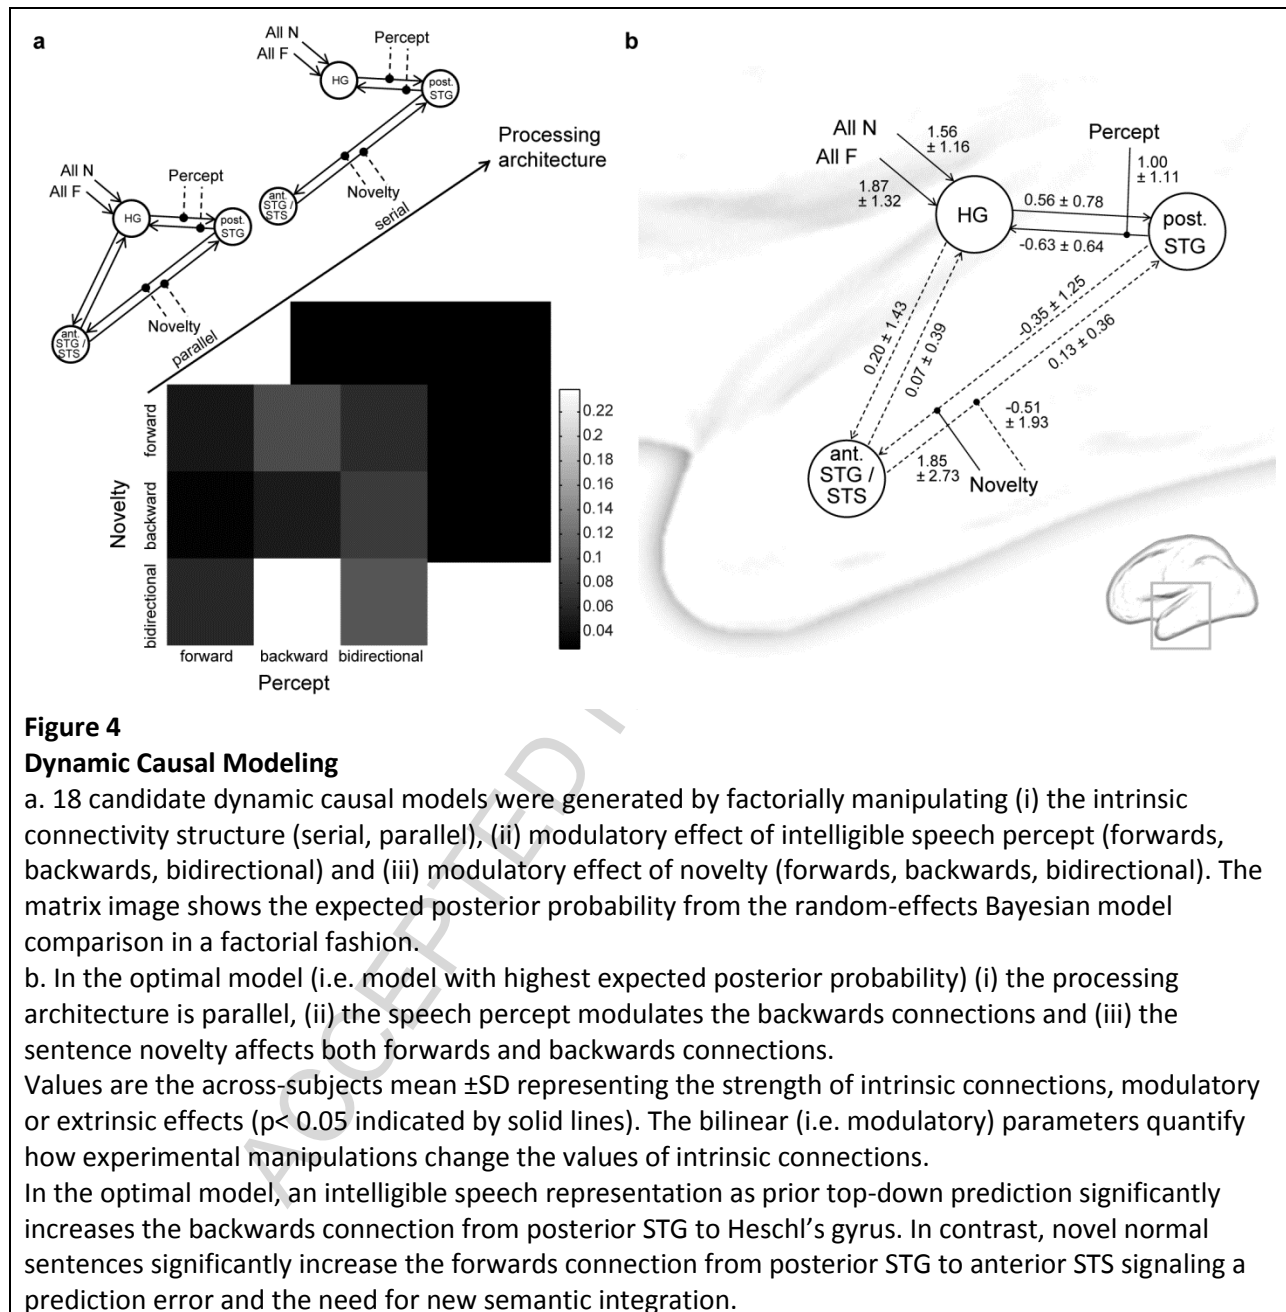 a
All N
All F
Percept
HG
post.
STG
ant.
STG /
STS
Novelty
Processing
architecture
serial
parallel
All N
All F
Percept
HG
post.
STG
ant.
STG /
STS
Novelty
Novelty
forward
backward
bidirectional
forward backward bidirectional
Percept
0.22
0.2
0.18
0.16
0.14
0.12
0.1
0.08
0.06
0.04
b
All N
All F
1.56
± 1.16
1.87
± 1.32
Percept
1.00
± 1.11
HG
0.56 ± 0.78
-0.63 ± 0.64
post.
STG
0.20 ± 1.43
0.07 ± 0.39
-0.35 ± 1.25
0.13 ± 0.36
-0.51
± 1.93
ant.
STG /
STS
1.85
± 2.73
Novelty
ACCEPTED
Figure 4
Dynamic Causal Modeling
a. 18 candidate dynamic causal models were generated by factorially manipulating (i) the intrinsic
connectivity structure (serial, parallel), (ii) modulatory effect of intelligible speech percept (forwards,
backwards, bidirectional) and (iii) modulatory effect of novelty (forwards, backwards, bidirectional). The
matrix image shows the expected posterior probability from the random-effects Bayesian model
comparison in a factorial fashion.
b. In the optimal model (i.e. model with highest expected posterior probability) (i) the processing
architecture is parallel, (ii) the speech percept modulates the backwards connections and (iii) the
sentence novelty affects both forwards and backwards connections.
Values are the across-subjects mean ±SD representing the strength of intrinsic connections, modulatory
or extrinsic effects (p< 0.05 indicated by solid lines). The bilinear (i.e. modulatory) parameters quantify
how experimental manipulations change the values of intrinsic connections.
In the optimal model, an intelligible speech representation as prior top-down prediction significantly
increases the backwards connection from posterior STG to Heschl’s gyrus. In contrast, novel normal
sentences significantly increase the forwards connection from posterior STG to anterior STS signaling a
prediction error and the need for new semantic integration.